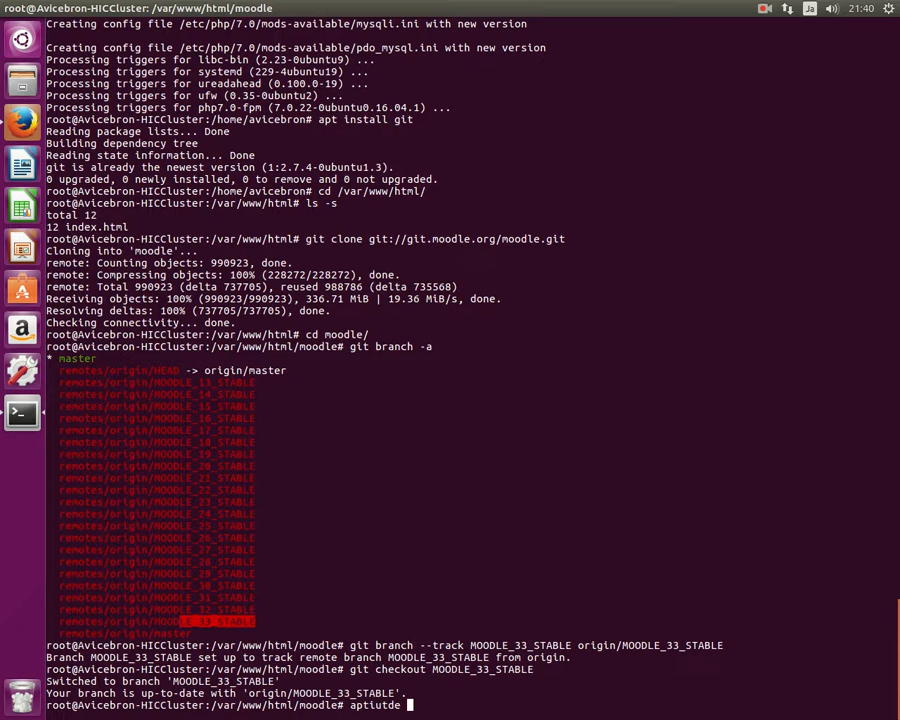 root@Avicebron-HICCluster: /var/www/html/moodle
Ja
21:40
Creating config file /etc/php/7.0/mods-available/mysqli.ini with new version
Creating config file /etc/php/7.0/mods-available/pdo_mysql.ini with new version
Processing triggers for libc-bin (2.23-0ubuntu9) ...
Processing triggers for systemd (229-4ubuntu19) ...
Processing triggers for ureadahead (0.100.0-19) ...
Processing triggers for ufw (0.35-0ubuntu2) ...
Processing triggers for php7.0-fpm (7.0.22-0ubuntu0.16.04.1) ...
root@Avicebron-HICCluster:/home/avicebron# apt install git
Reading package lists... Done
Building dependency tree
Reading state information... Done
git is already the newest version (1:2.7.4-0ubuntu1.3).
0 upgraded, 0 newly installed, 0 to remove and 0 not upgraded.
root@Avicebron-HICCluster:/home/avicebron# cd /var/www/html/
root@Avicebron-HICCluster:/var/www/html# ls -s
total 12
12 index.html
root@Avicebron-HICCluster:/var/www/html# git clone git://git.moodle.org/moodle.git
Cloning into 'moodle'...
remote: Counting objects: 990923, done.
remote: Compressing objects: 100% (228272/228272), done.
remote: Total 990923 (delta 737705), reused 988786 (delta 735568)
Receiving objects: 100% (990923/990923), 336.71 MiB | 19.36 MiB/s, done.
Resolving deltas: 100% (737705/737705), done.
Checking connectivity... done.
root@Avicebron-HICCluster:/var/www/html# cd moodle/
root@Avicebron-HICCluster:/var/www/html/moodle# git branch -a
* master
remotes/origin/HEAD -> origin/master
remotes/origin/MOODLE_13_STABLE
remotes/origin/MOODLE_14_STABLE
remotes/origin/MOODLE_15_STABLE
remotes/origin/MOODLE_16_STABLE
remotes/origin/MOODLE_17_STABLE
remotes/origin/MOODLE_18_STABLE
remotes/origin/MOODLE_19_STABLE
remotes/origin/MOODLE_20_STABLE
remotes/origin/MOODLE_21_STABLE
remotes/origin/MOODLE_22_STABLE
remotes/origin/MOODLE_23_STABLE
remotes/origin/MOODLE_24_STABLE
remotes/origin/MOODLE_25_STABLE
remotes/origin/MOODLE_26_STABLE
remotes/origin/MOODLE_27_STABLE
remotes/origin/MOODLE_28_STABLE
remotes/origin/MOODLE_29_STABLE
remotes/origin/MOODLE_30_STABLE
remotes/origin/MOODLE_31_STABLE
remotes/origin/MOODLE_32_STABLE
remotes/origin/MOODLE_33_STABLE
remotes/origin/master
root@Avicebron-HICCluster:/var/www/html/moodle# git branch --track MOODLE_33_STABLE origin/MOODLE_33_STABLE
Branch MOODLE_33_STABLE set up to track remote branch MOODLE_33_STABLE from origin.
root@Avicebron-HICCluster:/var/www/html/moodle# git checkout MOODLE_33_STABLE
Switched to branch 'MOODLE_33_STABLE'
Your branch is up-to-date with 'origin/MOODLE_33_STABLE'.
root@Avicebron-HICCluster:/var/www/html/moodle# aptiutde